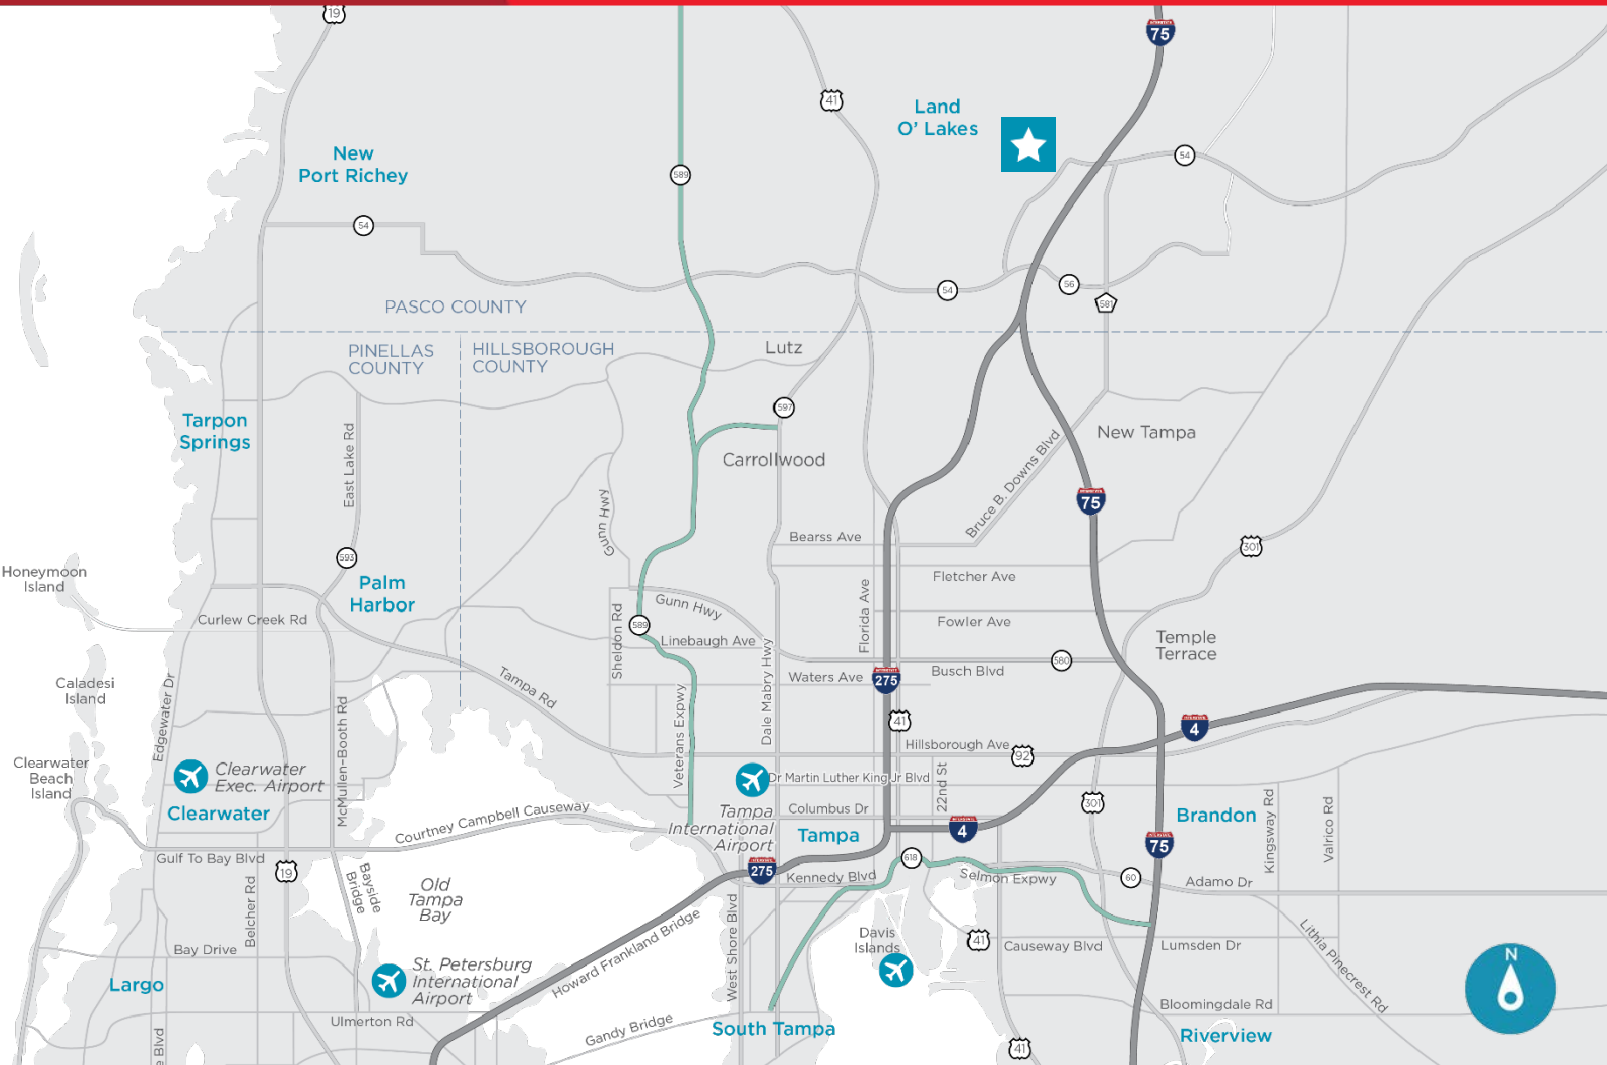 19
75
41
Land
O' Lakes
New
Port Richey
54
589
54
54
56
581
PASCO COUNTY
PINELLAS
COUNTY
HILLSBOROUGH
COUNTY
Lutz
597
Tarpon
Springs
East Lake Rd
Carrollwood
New Tampa
Bruce B. Downs Blvd
75
Gunn Hwy
Bearss Ave
301
593
Honeymoon
Island
Palm
Harbor
Fletcher Ave
Florida Ave
Gunn Hwy
Curlew Creek Rd
589
Sheldon Rd
Linebaugh Ave
Fowler Ave
Temple
Terrace
580
Busch Blvd
Waters Ave
275
Dale Mabry Hwy
Tampa Rd
Caladesi
Island
Edgewater Dr
McMullen-Booth Rd
Veterans Expwy
41
4
Hillsborough Ave
92
Clearwater
Beach
Island
Clearwater
Exec. Airport
Dr Martin Luther King Jr Blvd
22nd St
301
Clearwater
Courtney Campbell Causeway
Tampa
International
Airport
Columbus Dr
Tampa
4
Brandon
Kingsway Rd
Valrico Rd
75
Gulf To Bay Blvd
19
Bayside
Bridge
275
Kennedy Blvd
618
Selmon Expwy
60
Adamo Dr
Old
Tampa
Bay
Belcher Rd
Bay Drive
Howard Frankland Bridge
West Shore Blvd
Davis
Islands
41
Causeway Blvd
Lumsden Dr
Lithia Pinecrest Rd
N
St. Petersburg
International
Airport
Largo
Ulmerton Rd
Gandy Bridge
South Tampa
Bloomingdale Rd
Riverview
41
e Blvd